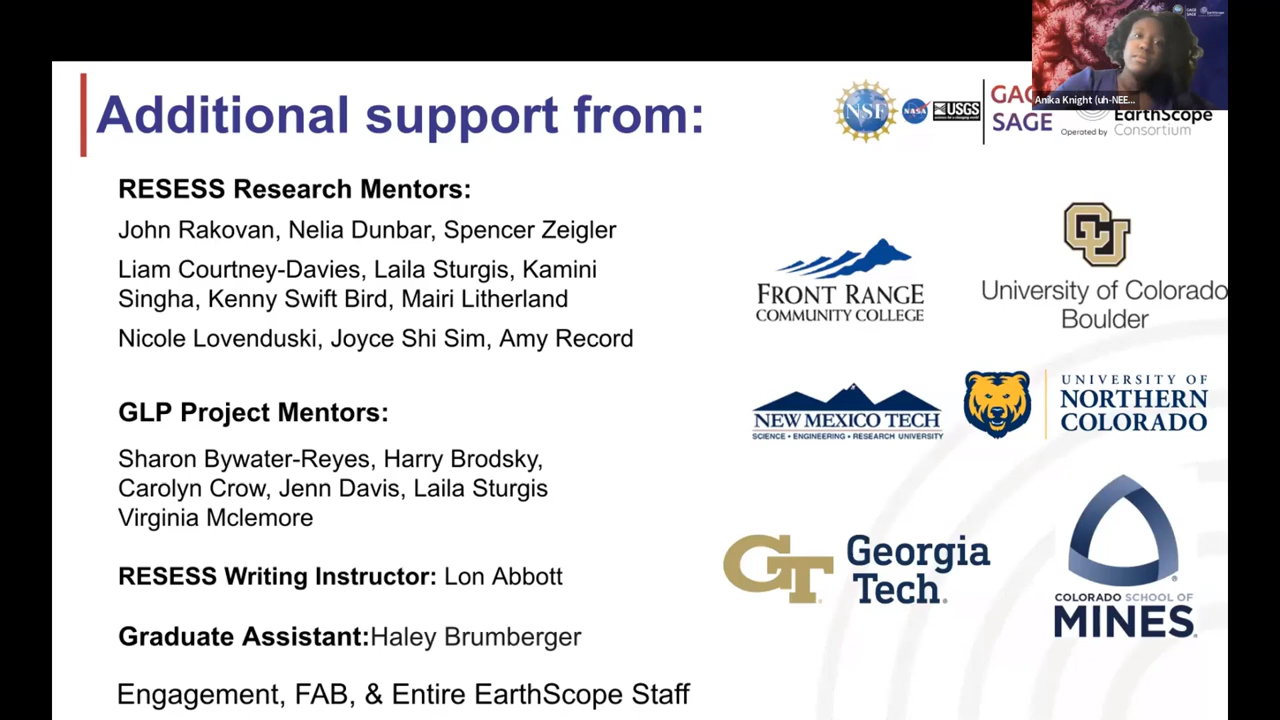 Anika Knight (uh-NEE...
Additional support from:
NSF
NASA
USGS
GAGE
SAGE
Operated by
EarthScope
Consortium
RESESS Research Mentors:
John Rakovan, Nelia Dunbar, Spencer Zeigler
Liam Courtney-Davies, Laila Sturgis, Kamini
Singha, Kenny Swift Bird, Mairi Litherland
Nicole Lovenduski, Joyce Shi Sim, Amy Record
GLP Project Mentors:
Sharon Bywater-Reyes, Harry Brodsky,
Carolyn Crow, Jenn Davis, Laila Sturgis
Virginia Mclemore
RESESS Writing Instructor: Lon Abbott
Graduate Assistant:Haley Brumberger
Engagement, FAB, & Entire EarthScope Staff
CU
University of Colorado
Boulder
FRONT RANGE
COMMUNITY COLLEGE
NEW MEXICO TECH
SCIENCE • ENGINEERING • RESEARCH UNIVERSITY
UNIVERSITY OF
NORTHERN
COLORADO
GT
Georgia
Tech
COLORADO SCHOOL OF
MINES